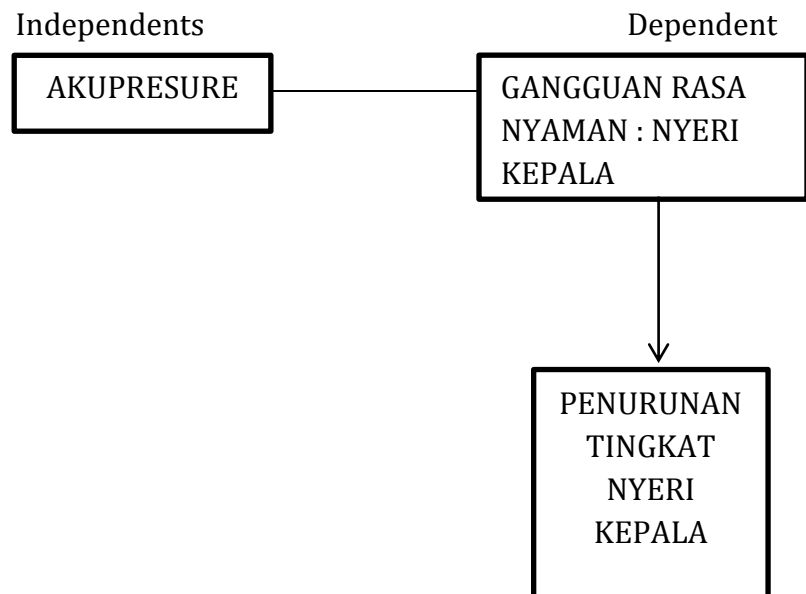 Independents
Dependent
AKUPRESURE
GANGGUAN RASA
NYAMAN : NYERI
KEPALA
PENURUNAN
TINGKAT
NYERI
KEPALA